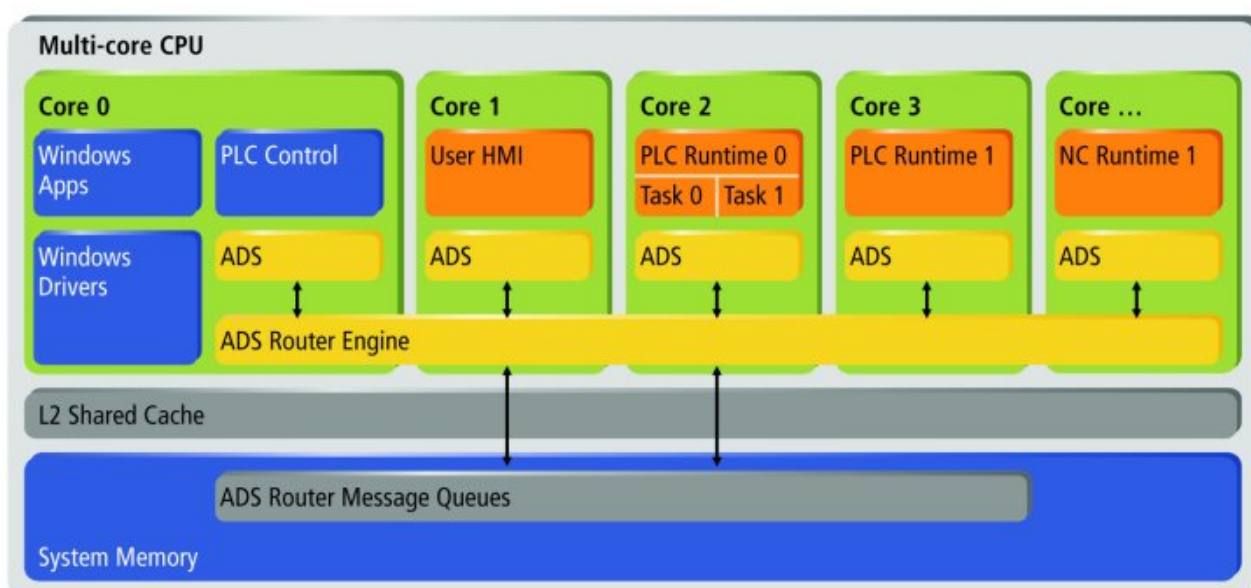 Multi-core CPU
Core 0
Windows
Apps
PLC Control
Windows
Drivers
ADS
Core 1
User HMI
ADS
Core 2
PLC Runtime 0
Task 0
Task 1
ADS
Core 3
PLC Runtime 1
ADS
Core ...
NC Runtime 1
ADS
ADS Router Engine
L2 Shared Cache
ADS Router Message Queues
System Memory